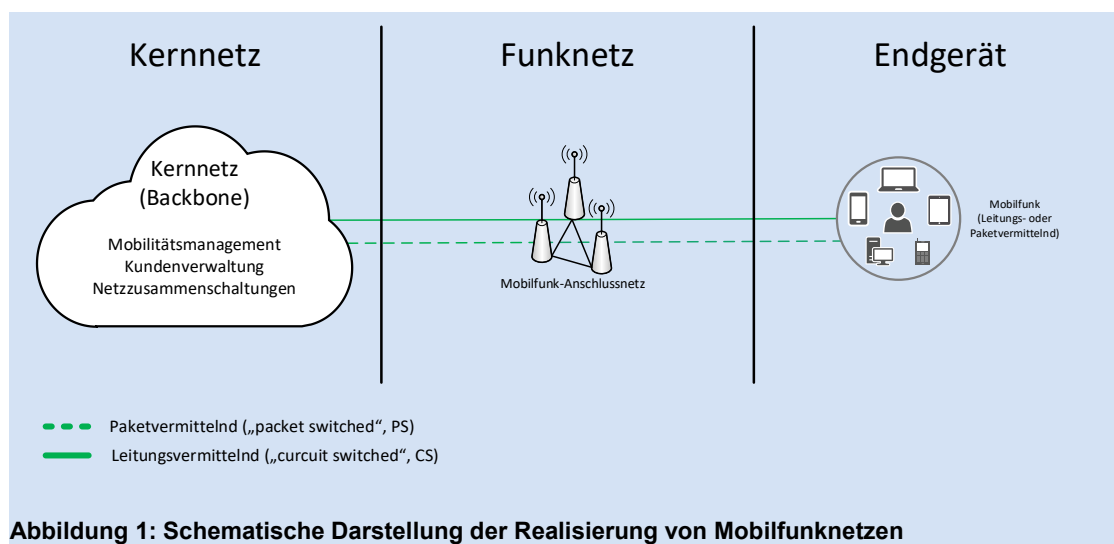 Kernnetz
Funknetz
Endgerät
Kernnetz
(Backbone)
Mobilitätsmanagement
Kundenverwaltung
Netzzusammenschaltungen
Mobilfunk-Anschlussnetz
Mobilfunk
(Leitungs- oder
Paketvermittelnd)
Paketvermittelnd („packet switched“, PS)
Leitungsvermittelnd („curcuit switched“, CS)
Abbildung 1: Schematische Darstellung der Realisierung von Mobilfunknetzen